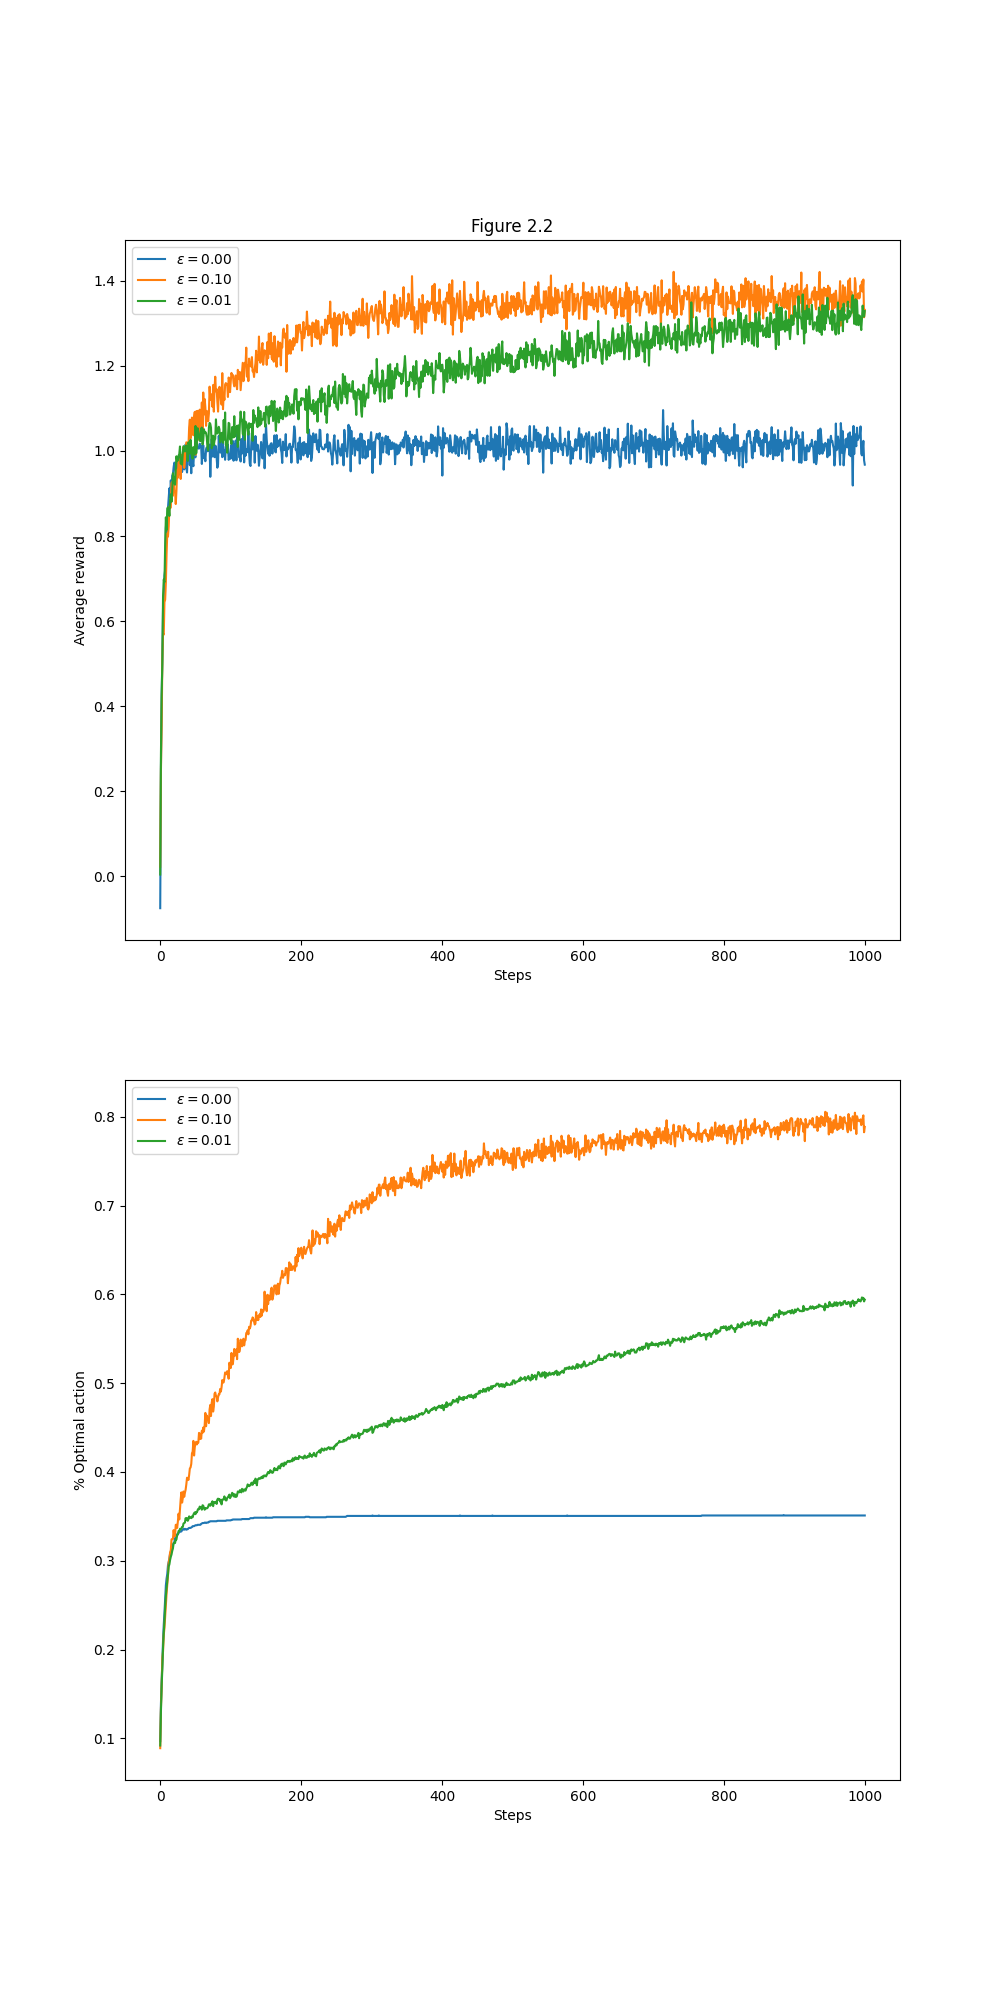 Figure 2.2
ε = 0.00
ε = 0.10
ε = 0.01
1.4
1.2
1.0
0.8
0.6
0.4
0.2
0.0
Average reward
0 200 400 600 800 1000
Steps
ε = 0.00
ε = 0.10
ε = 0.01
0.8
0.7
0.6
0.5
0.4
0.3
0.2
0.1
% Optimal action
0 200 400 600 800 1000
Steps